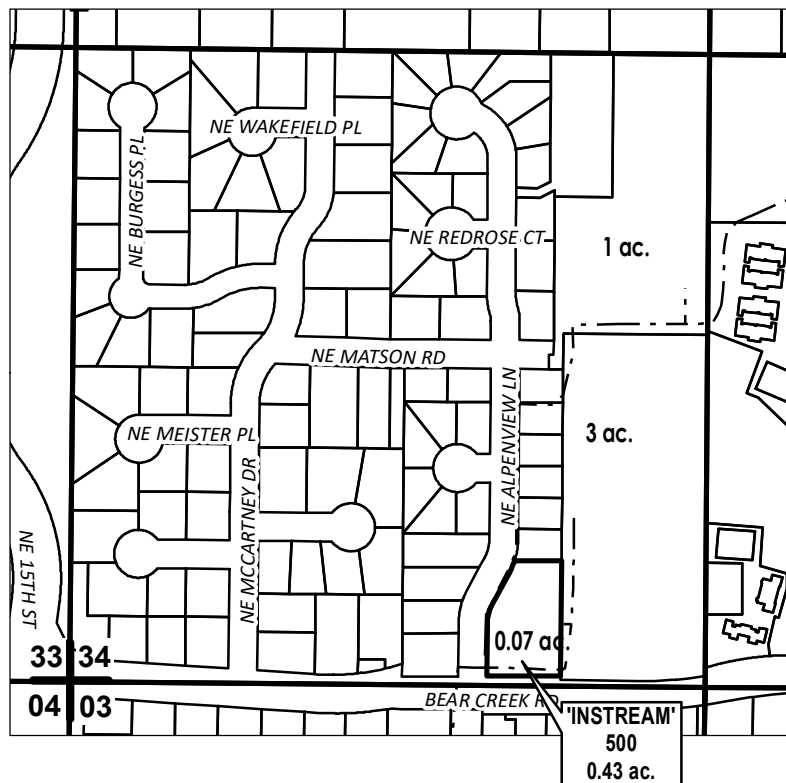 NE WAKEFIELD PL
NE BURGESS PL
NE REDROSE CT
1 ac.
NE MATSON RD
NE ALPENVIEW LN
3 ac.
NE MEISTER PL
NE MCCARTNEY DR
NE 15TH ST
0.07 ac.
33 34
04 03
BEAR CREEK RD
'INSTREAM'
500
0.43 ac.